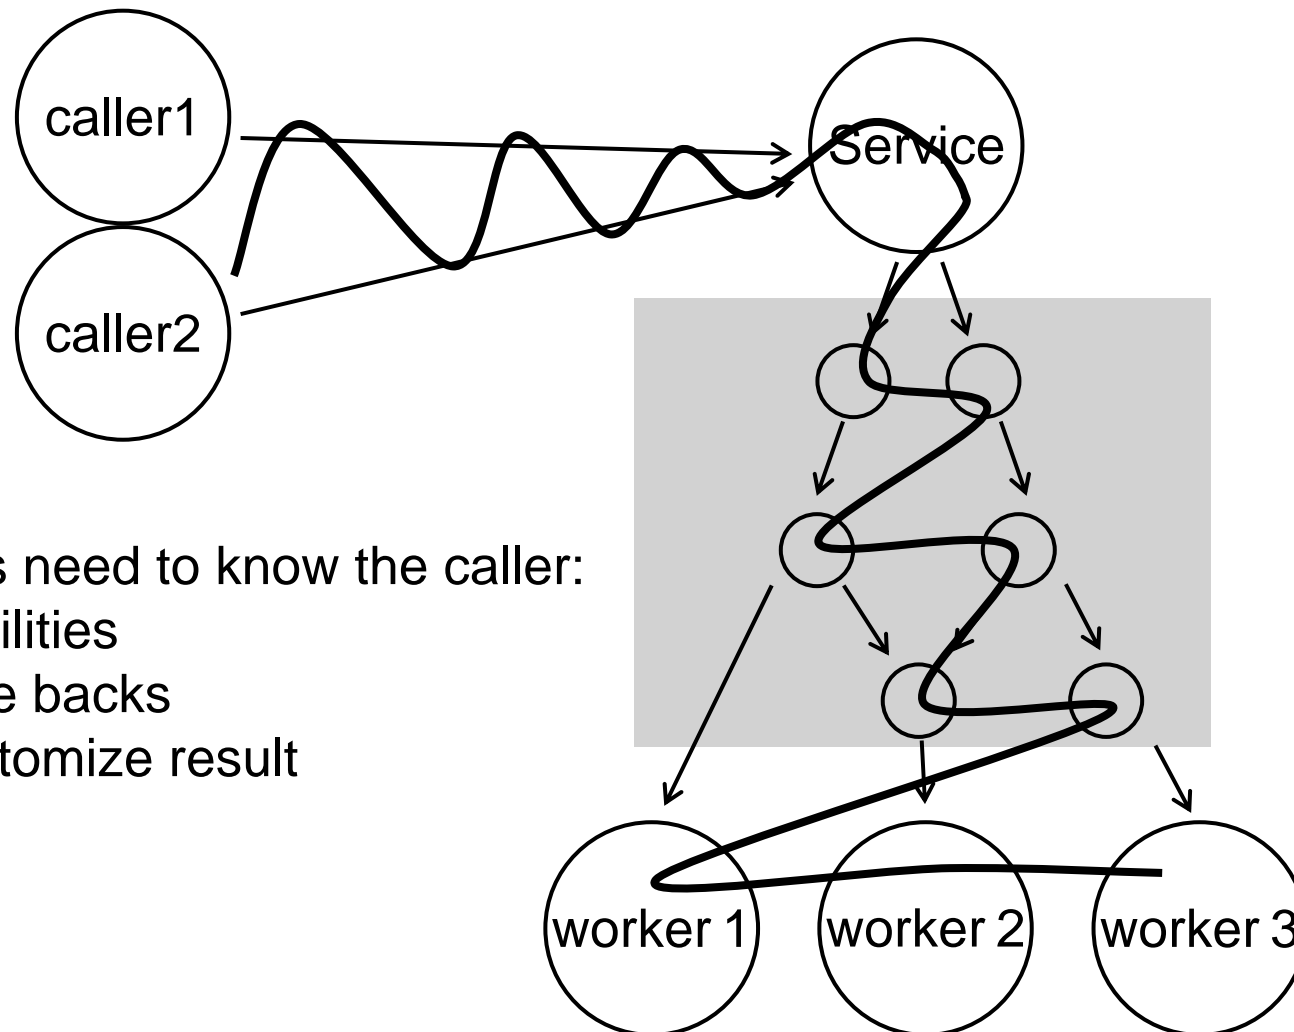 caller1
Service
caller2
s need to know the caller:
ilities
e backs
tomize result
worker 1
worker 2
worker 3